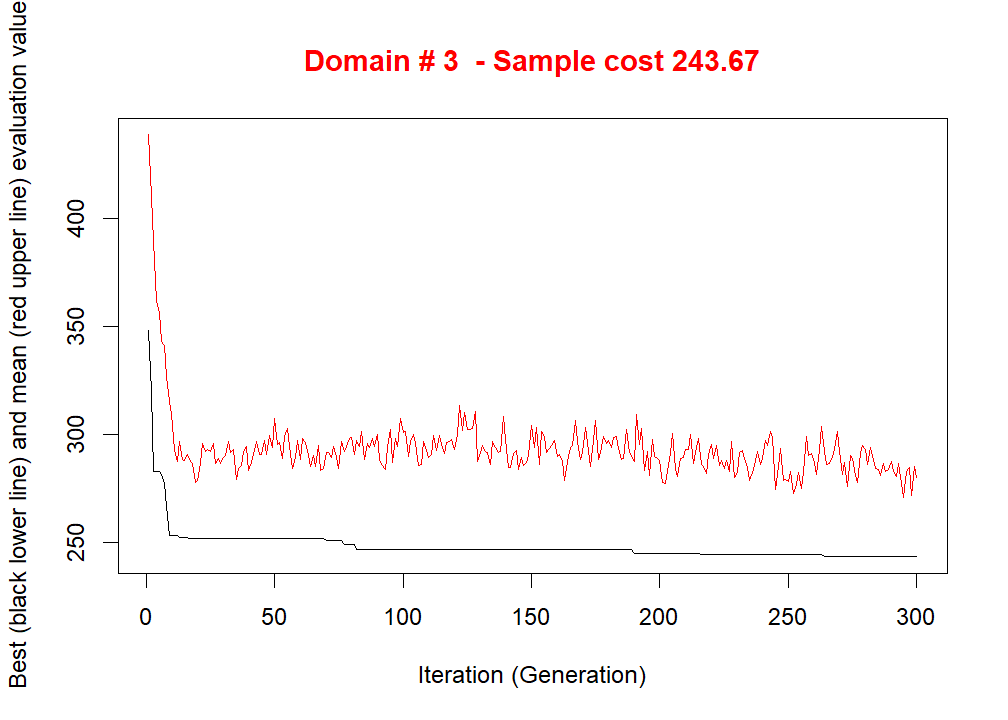 Domain # 3  - Sample cost 243.67
Best (black lower line) and mean (red upper line) evaluation value
400
350
300
250
0 50 100 150 200 250 300
Iteration (Generation)